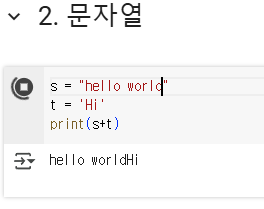 2. 문자열
s = "hello world"
t = 'Hi'
print(s+t)
hello worldHi